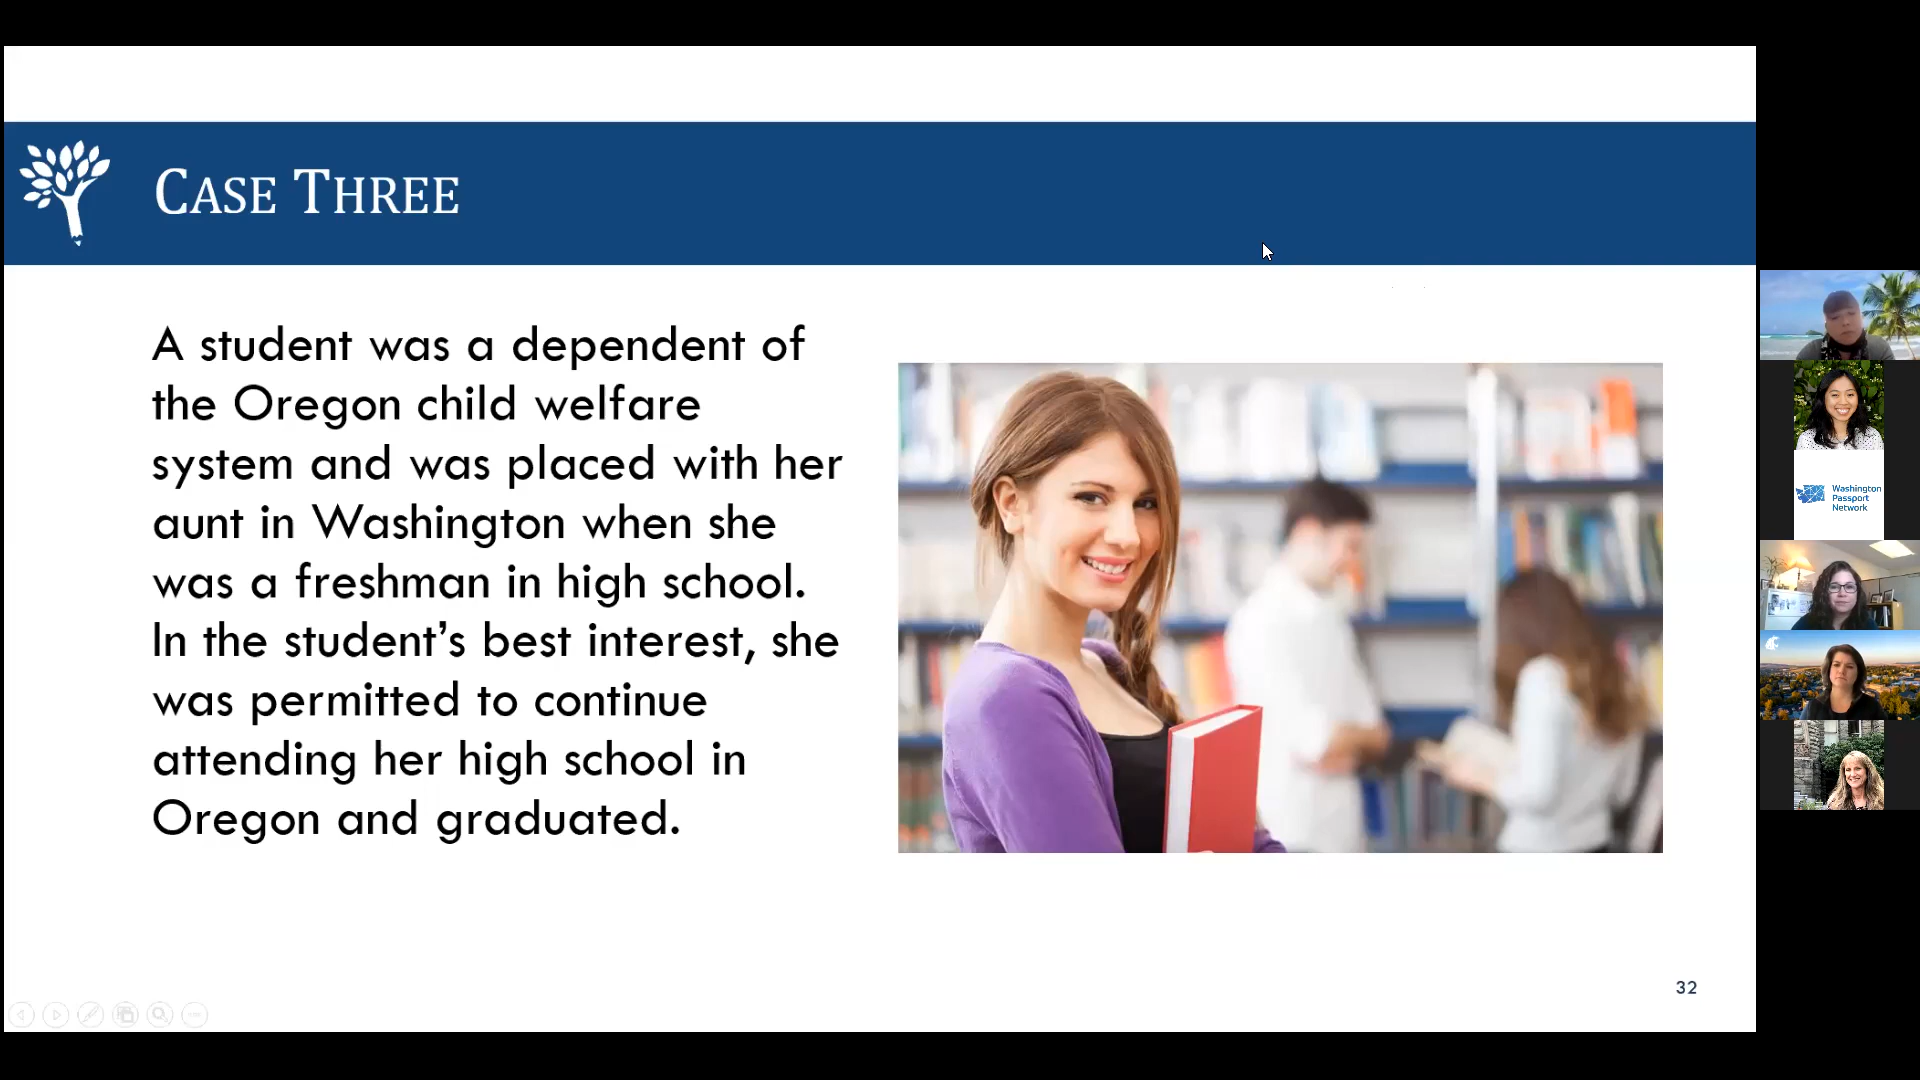 CASE THREE
A student was a dependent of
the Oregon child welfare
system and was placed with her
aunt in Washington when she
was a freshman in high school.
In the student’s best interest, she
was permitted to continue
attending her high school in
Oregon and graduated.
32
Washington
Passport
Network